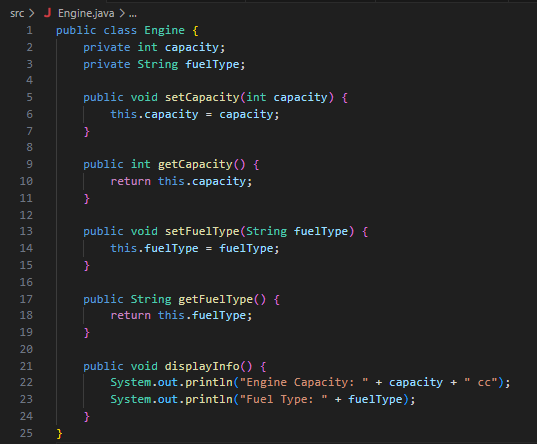 src > J Engine.java > ...
1 public class Engine {
2     private int capacity;
3     private String fuelType;
4
5     public void setCapacity(int capacity) {
6         this.capacity = capacity;
7     }
8
9     public int getCapacity() {
10         return this.capacity;
11     }
12
13     public void setFuelType(String fuelType) {
14         this.fuelType = fuelType;
15     }
16
17     public String getFuelType() {
18         return this.fuelType;
19     }
20
21     public void displayInfo() {
22         System.out.println("Engine Capacity: " + capacity + " cc");
23         System.out.println("Fuel Type: " + fuelType);
24     }
25 }